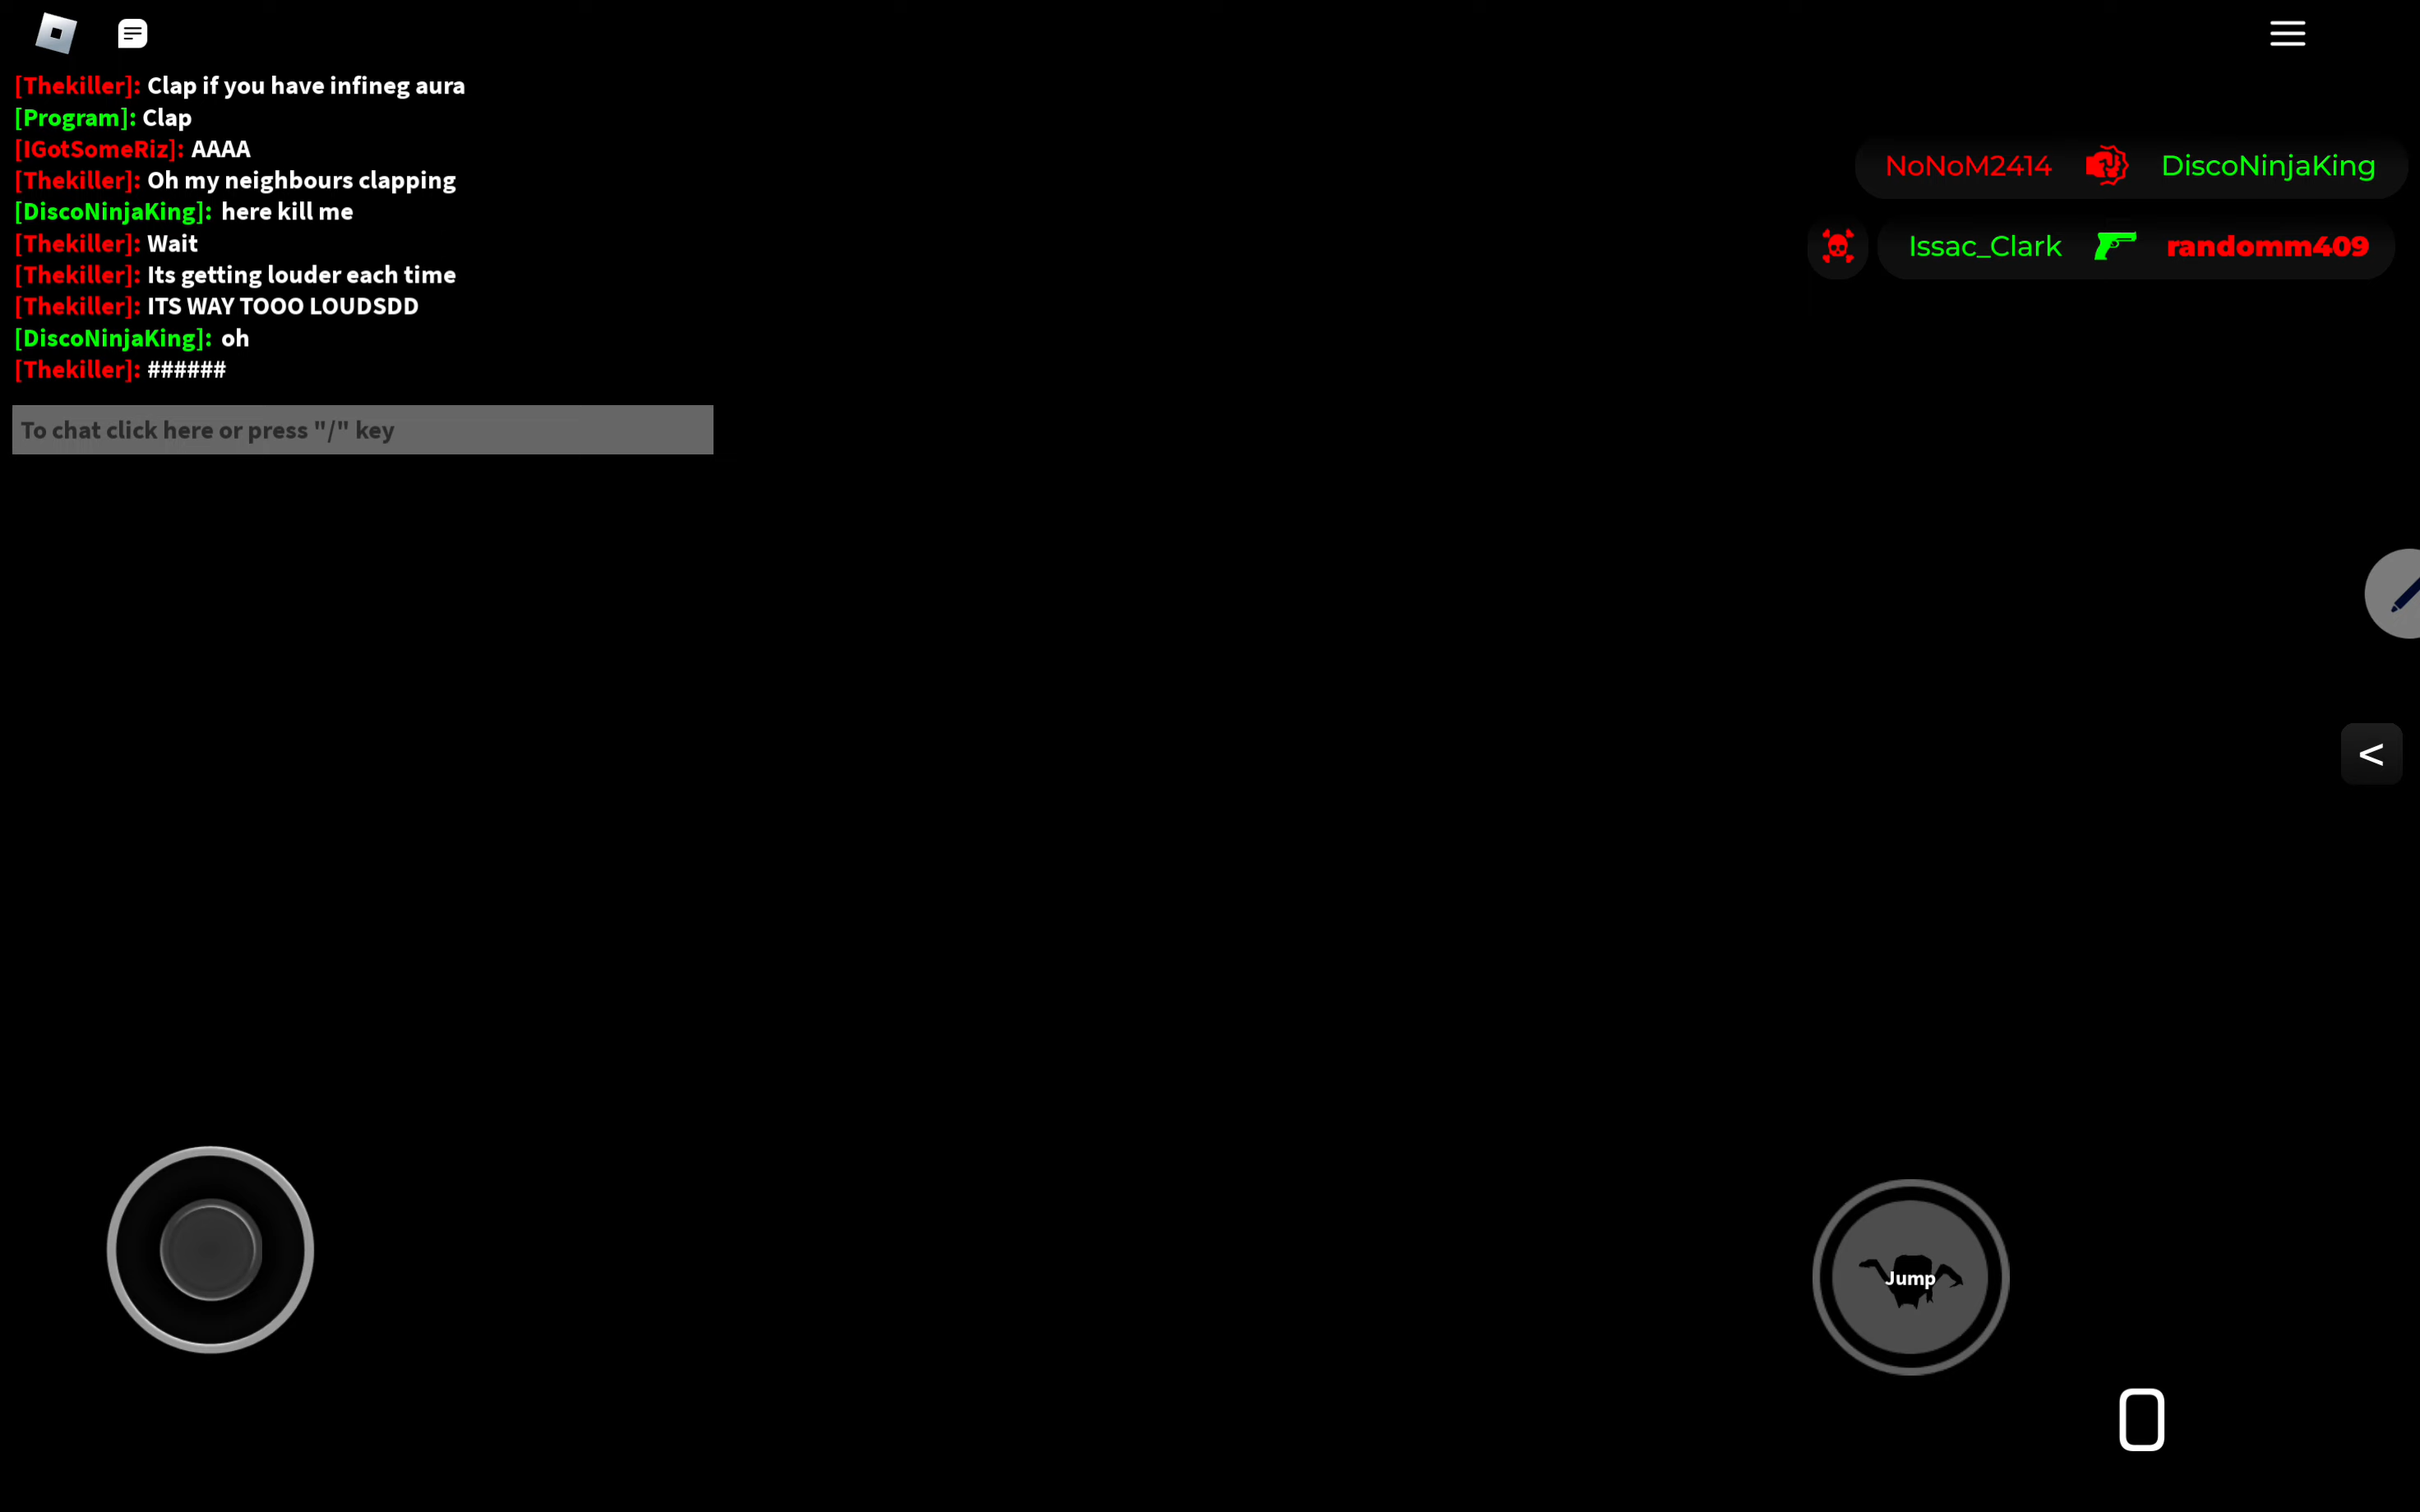 [Thekiller]: Clap if you have infineg aura
[Program]: Clap
[IGotSomeRiz]: AAAA
[Thekiller]: Oh my neighbours clapping
[DiscoNinjaKing]: here kill me
[Thekiller]: Wait
[Thekiller]: Its getting louder each time
[Thekiller]: ITS WAY TOOO LOUDSDD
[DiscoNinjaKing]: oh
[Thekiller]: ######
To chat click here or press "/" key
NoNoM2414 DiscoNinjaKing
Issac_Clark randomm409
<
Jump
0